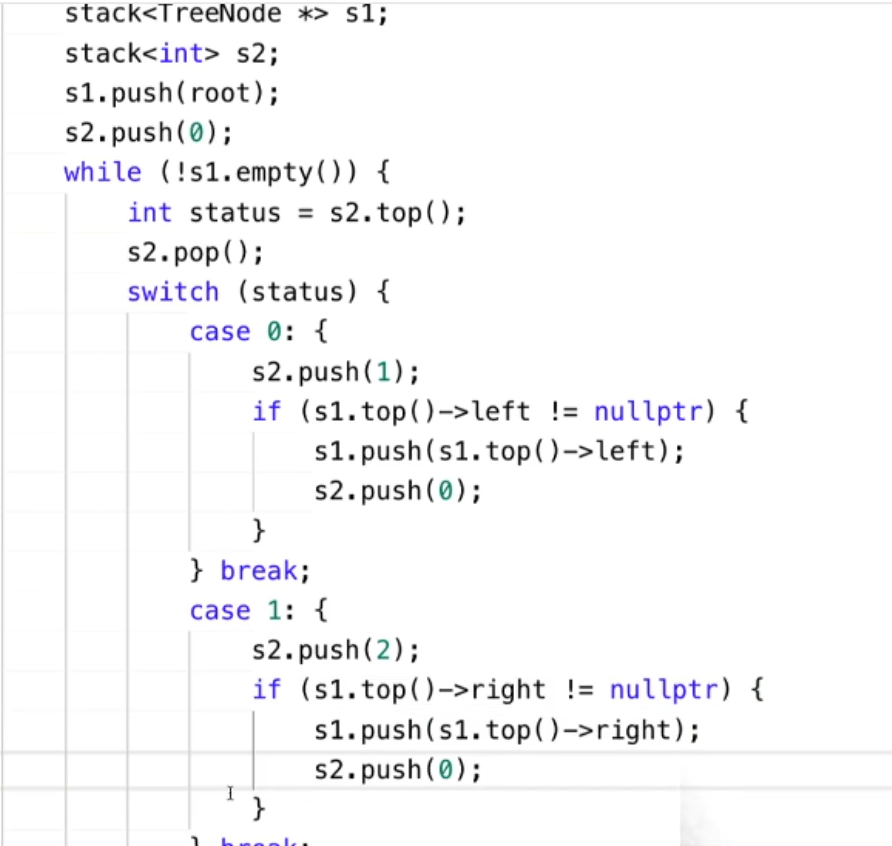 stack<TreeNode *> s1;
stack<int> s2;
s1.push(root);
s2.push(0);
while (!s1.empty()) {
int status = s2.top();
s2.pop();
switch (status) {
case 0: {
s2.push(1);
if (s1.top()->left != nullptr) {
s1.push(s1.top()->left);
s2.push(0);
}
} break;
case 1: {
s2.push(2);
if (s1.top()->right != nullptr) {
s1.push(s1.top()->right);
s2.push(0);
}
} break;